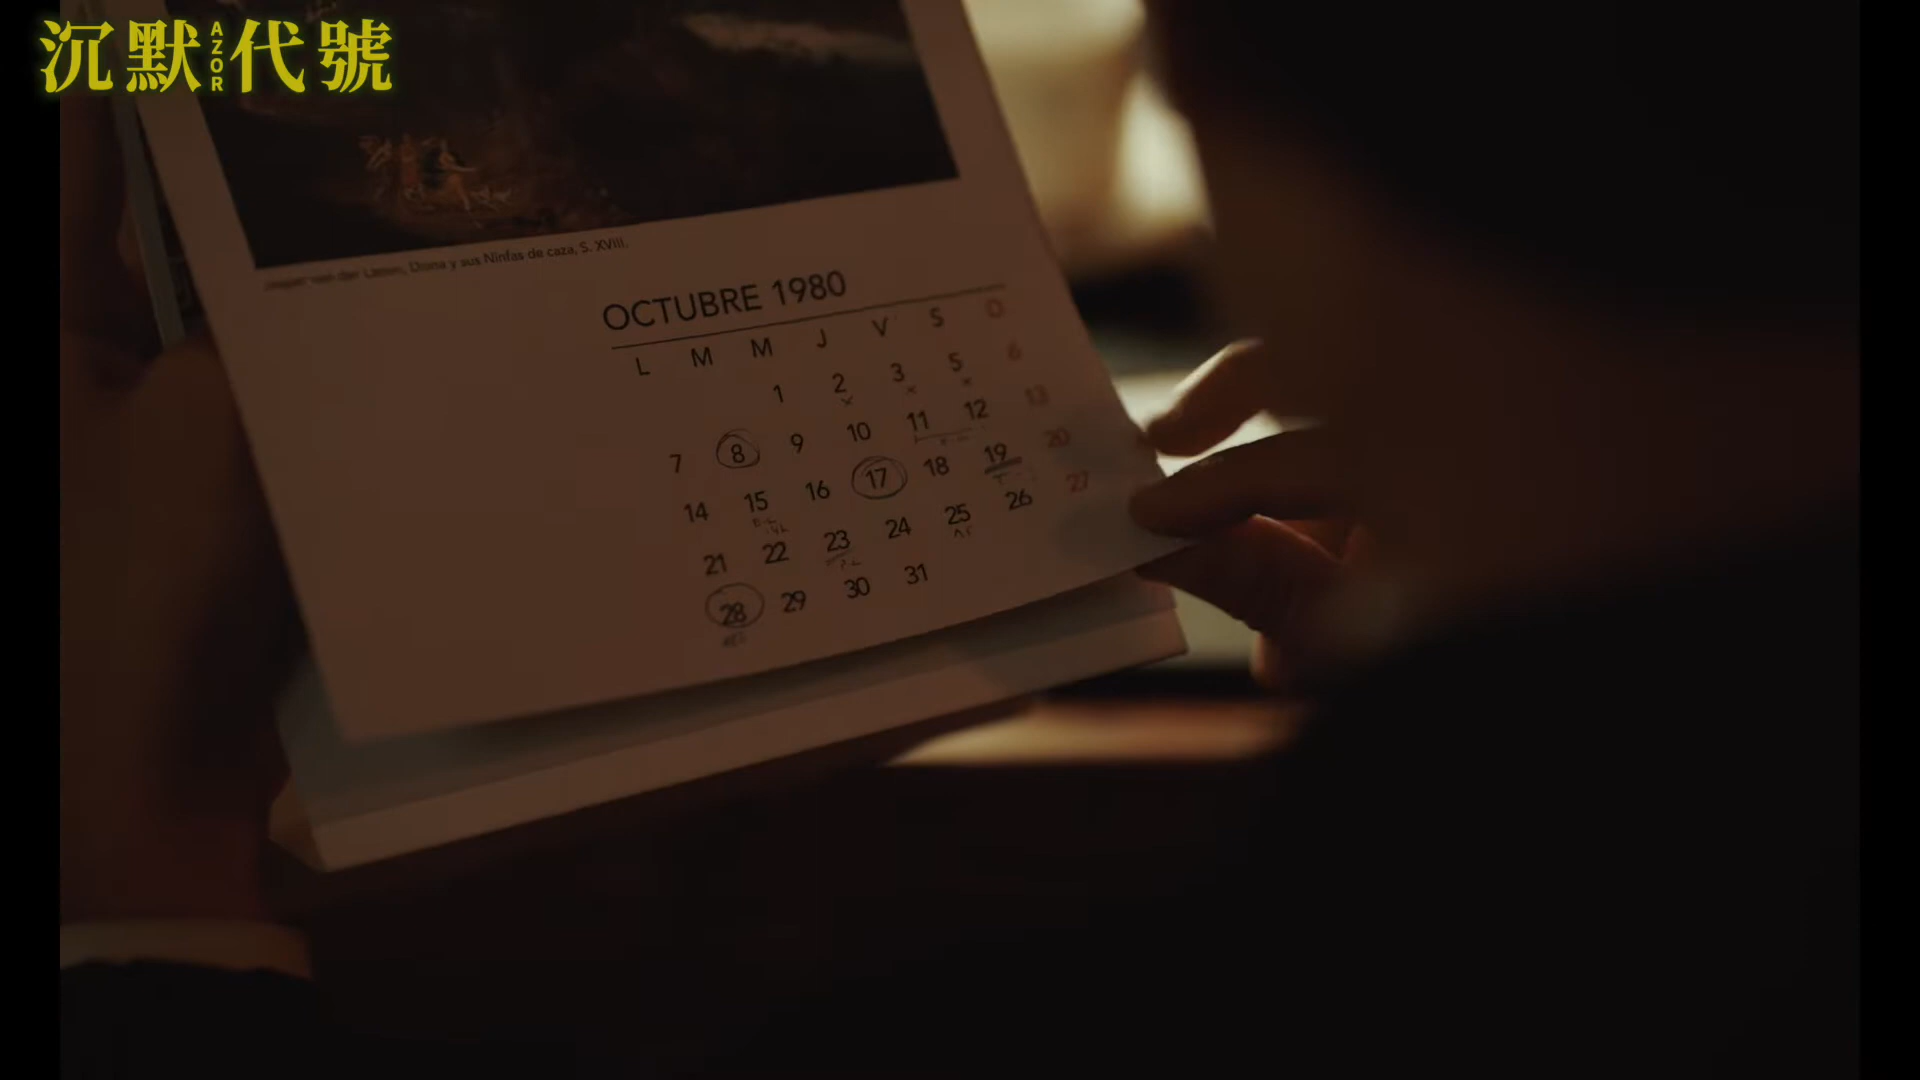 沉默AZOR代號
Diana y sus Ninfas de caza, S. XVIII.
OCTUBRE 1980
L M M J V S D
1 2 3 5 6
7 8 9 10 11 12 13
14 15 16 17 18 19 20
21 22 23 24 25 26 27
28 29 30 31